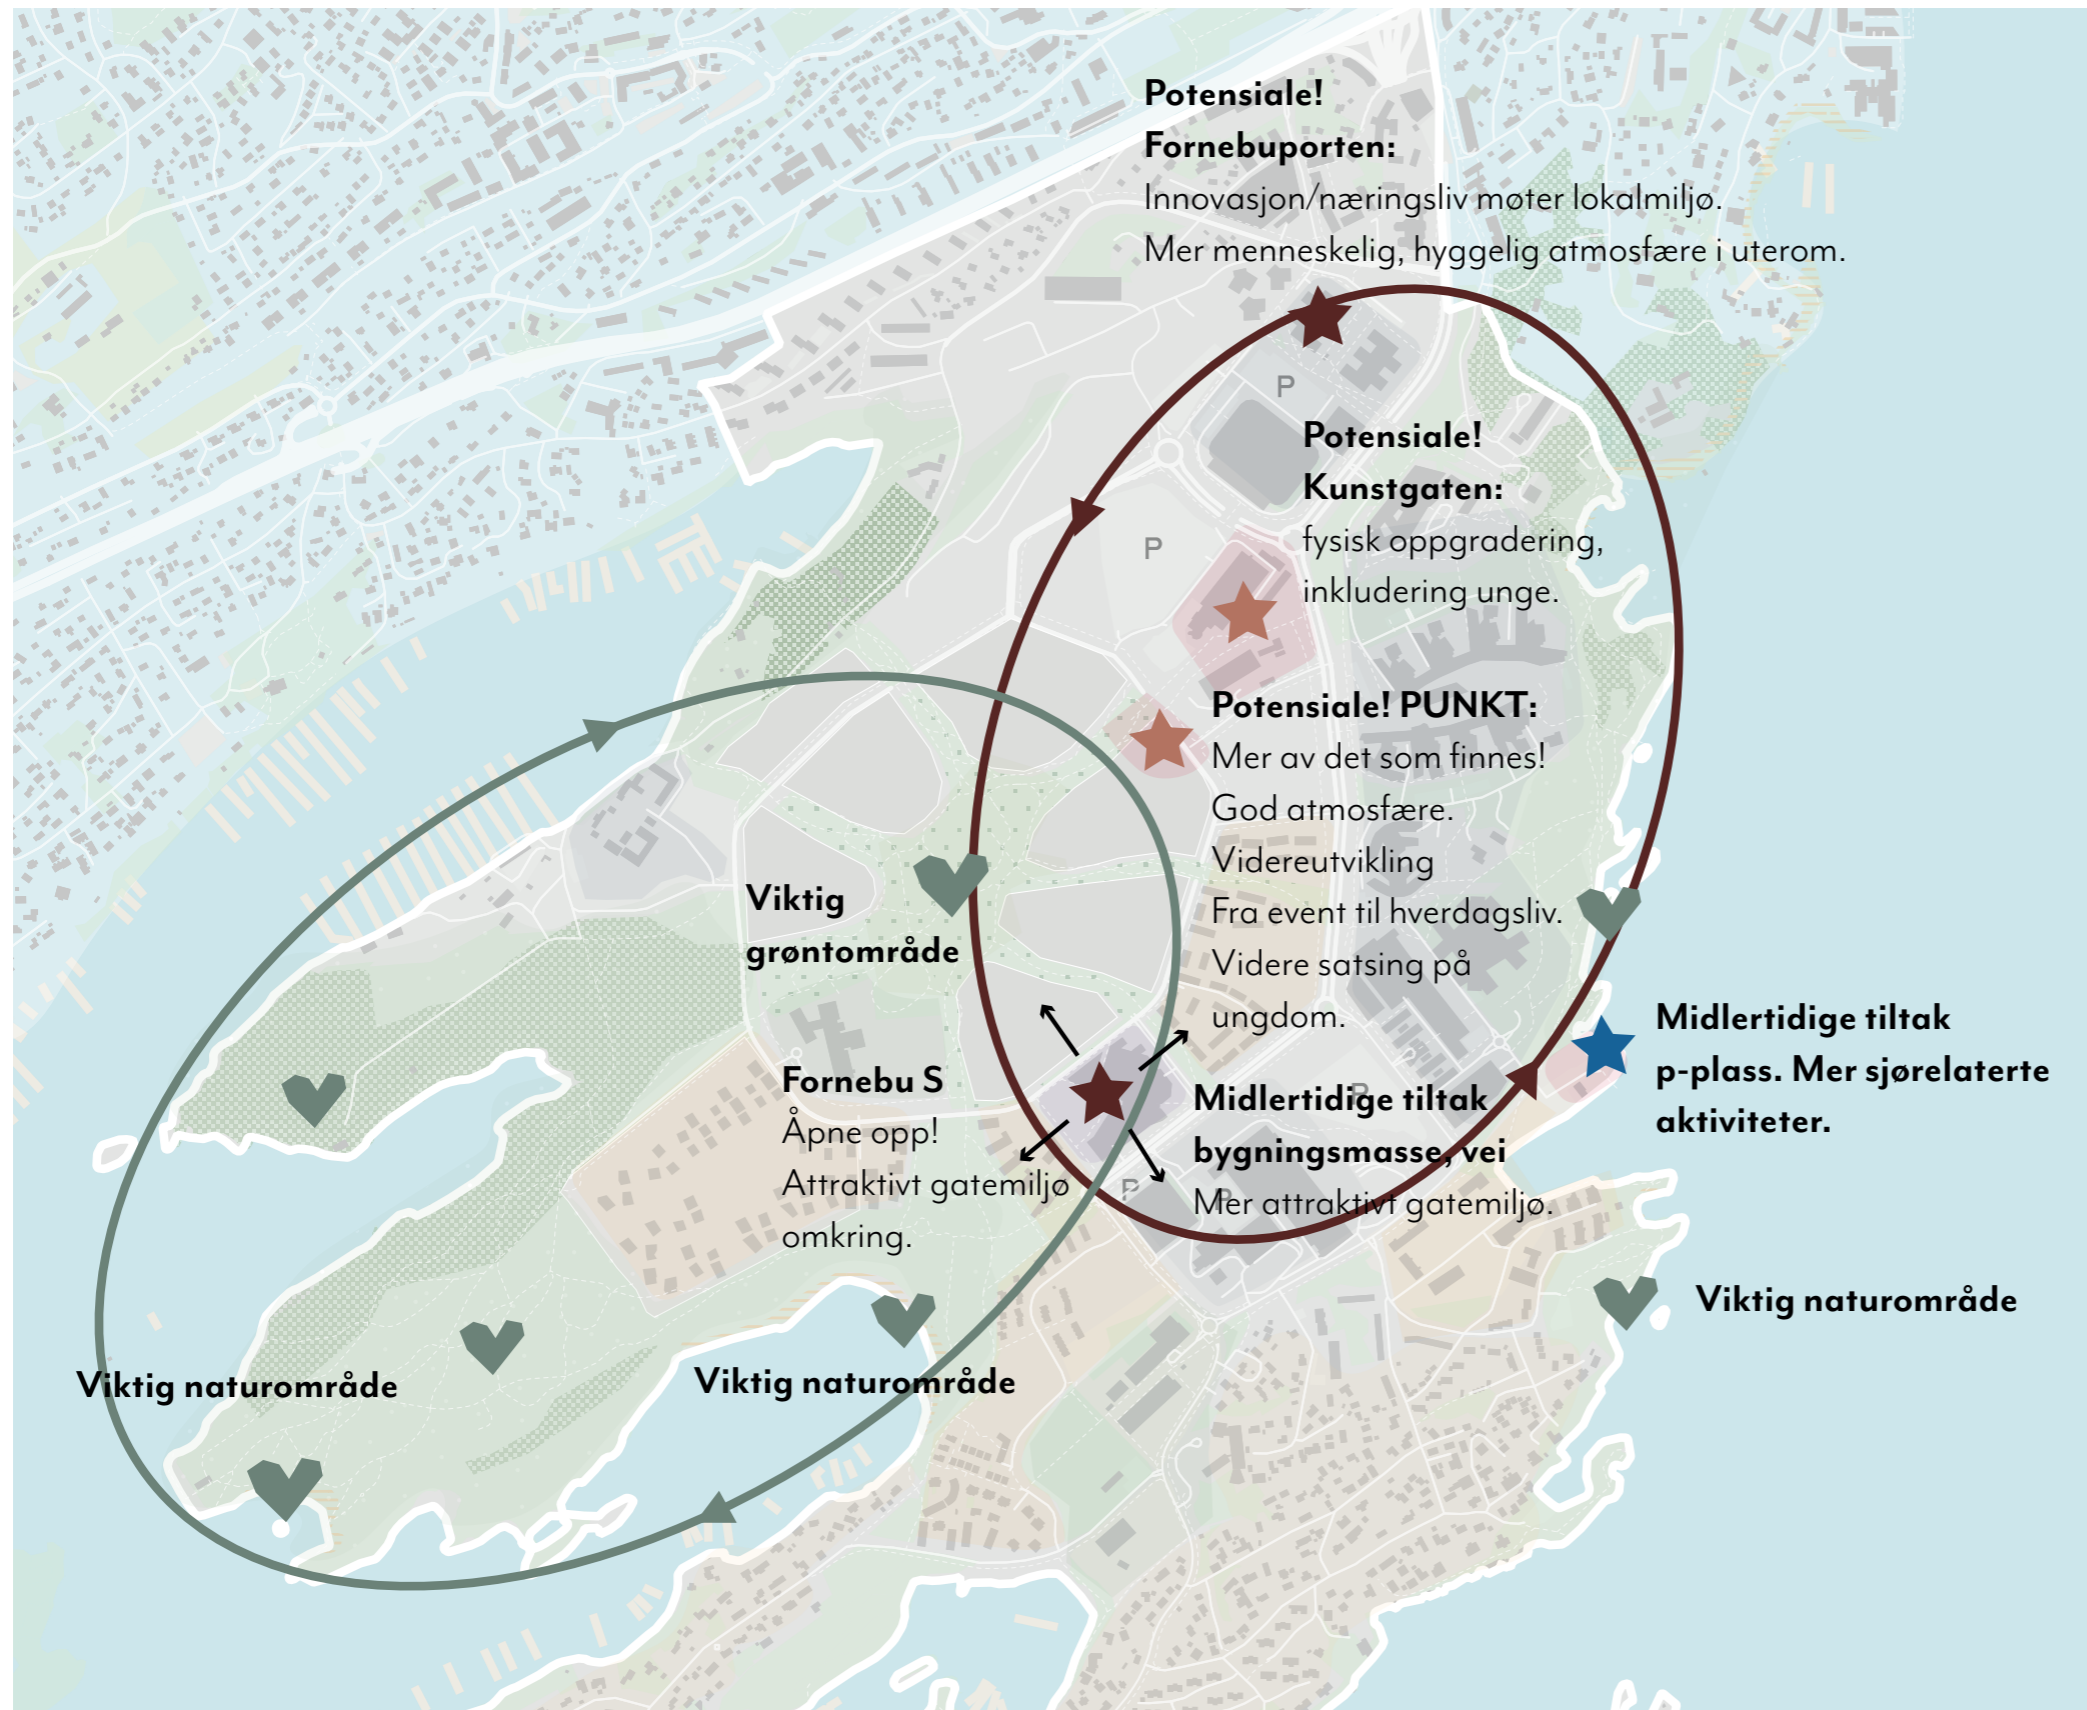 Potensiale!
Fornebuporten:
Innovasjon/næringsliv møter lokalmiljø.
Mer menneskelig, hyggelig atmosfære i uterom.
P
Potensiale!
Kunstgaten:
fysisk oppgradering,
inkludering unge.
P
Potensiale! PUNKT:
Mer av det som finnes!
God atmosfære.
Videreutvikling
Fra event til hverdagsliv.
Videre satsing på
ungdom.
Viktig
grøntområde
Midlertidige tiltak
p-plass. Mer sjørelaterte
aktiviteter.
Fornebu S
Åpne opp!
Attraktivt gatemiljø
omkring.
P
Midlertidige tiltak
bygningsmasse, vei
Mer attraktivt gatemiljø.
P
P
Viktig naturområde
Viktig naturområde
Viktig naturområde